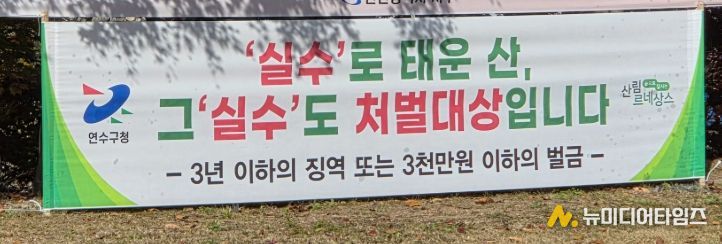 '실수'로 태운 산,
그 '실수'도 처벌대상입니다
- 3년 이하의 징역 또는 3천만원 이하의 벌금 -
연수구청
산림
르네상스
뉴미디어타임즈